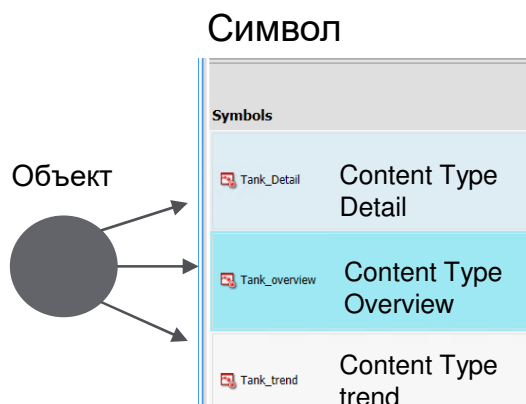 Символ
Symbols
Объект
Tank_Detail
Content Type
Detail
Tank_overview
Content Type
Overview
Tank_trend
Content Type
trend